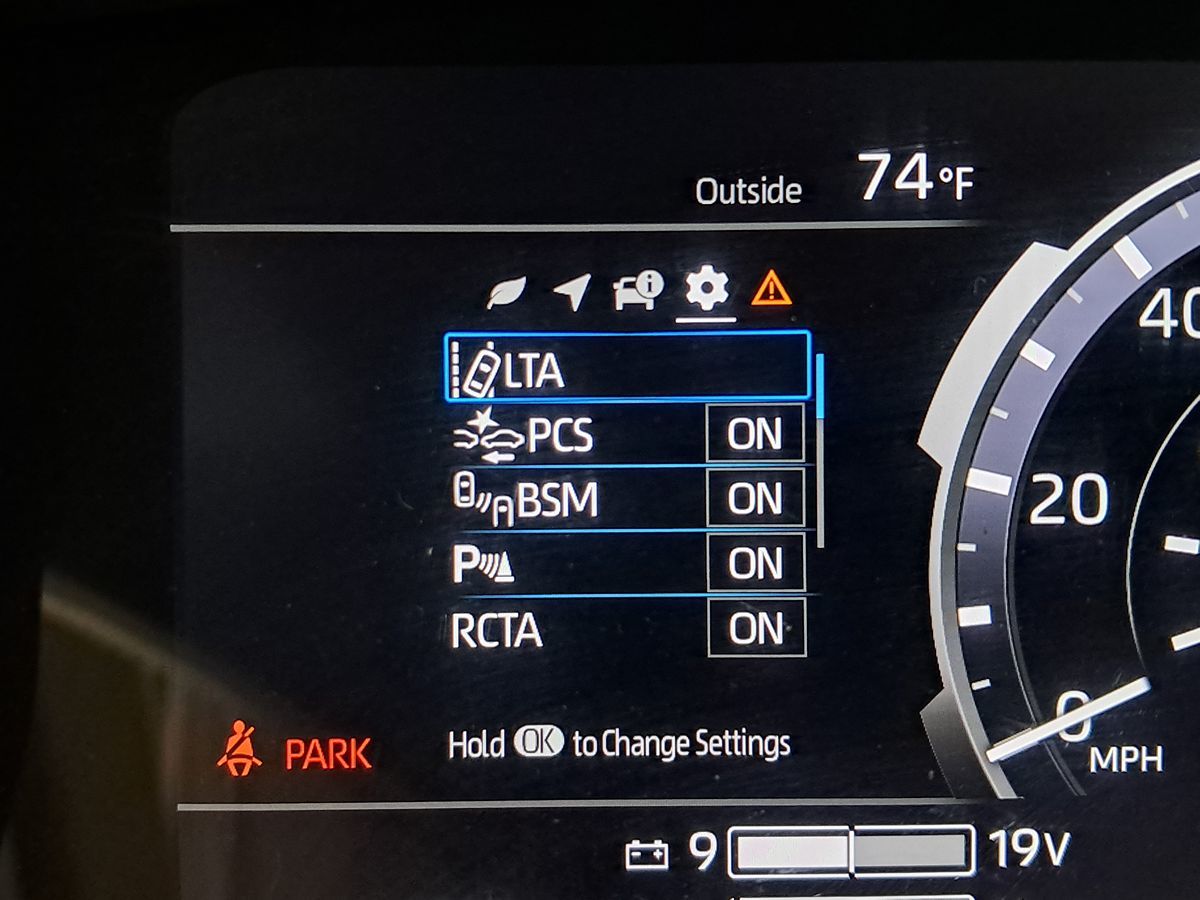 Outside 74°F
LTA
PCS ON
BSM ON
P ON
RCTA ON
Hold OK to Change Settings
PARK
40
20
0
MPH
9 19V